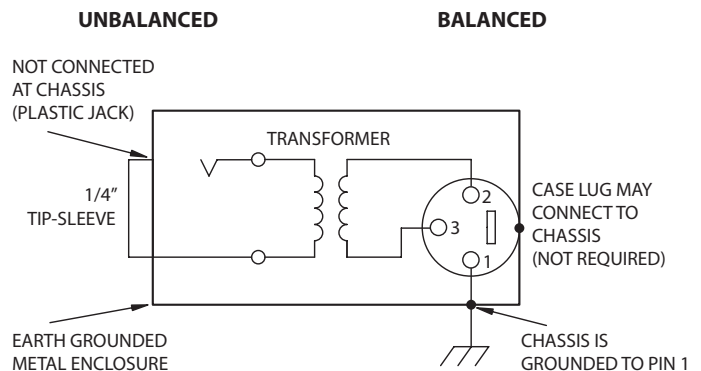 UNBALANCED
BALANCED
NOT CONNECTED
AT CHASSIS
(PLASTIC JACK)
TRANSFORMER
1/4″
TIP-SLEEVE
2
3
1
CASE LUG MAY
CONNECT TO
CHASSIS
(NOT REQUIRED)
EARTH GROUNDED
METAL ENCLOSURE
CHASSIS IS
GROUNDED TO PIN 1